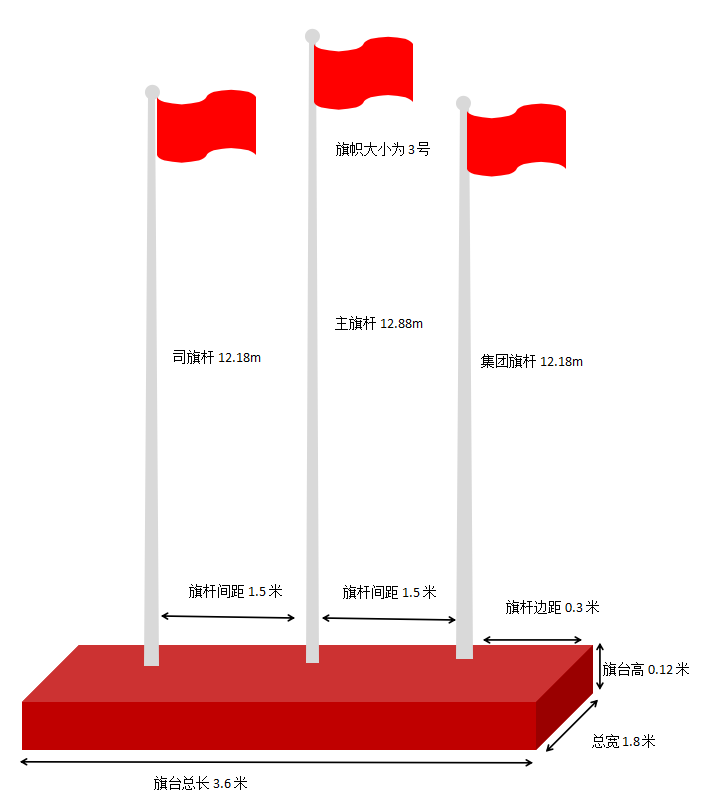 旗帜大小为 3 号
主旗杆 12.88m
司旗杆 12.18m
集团旗杆 12.18m
旗杆间距 1.5 米
旗杆间距 1.5 米
旗杆边距 0.3 米
旗台高 0.12 米
总宽 1.8 米
旗台总长 3.6 米